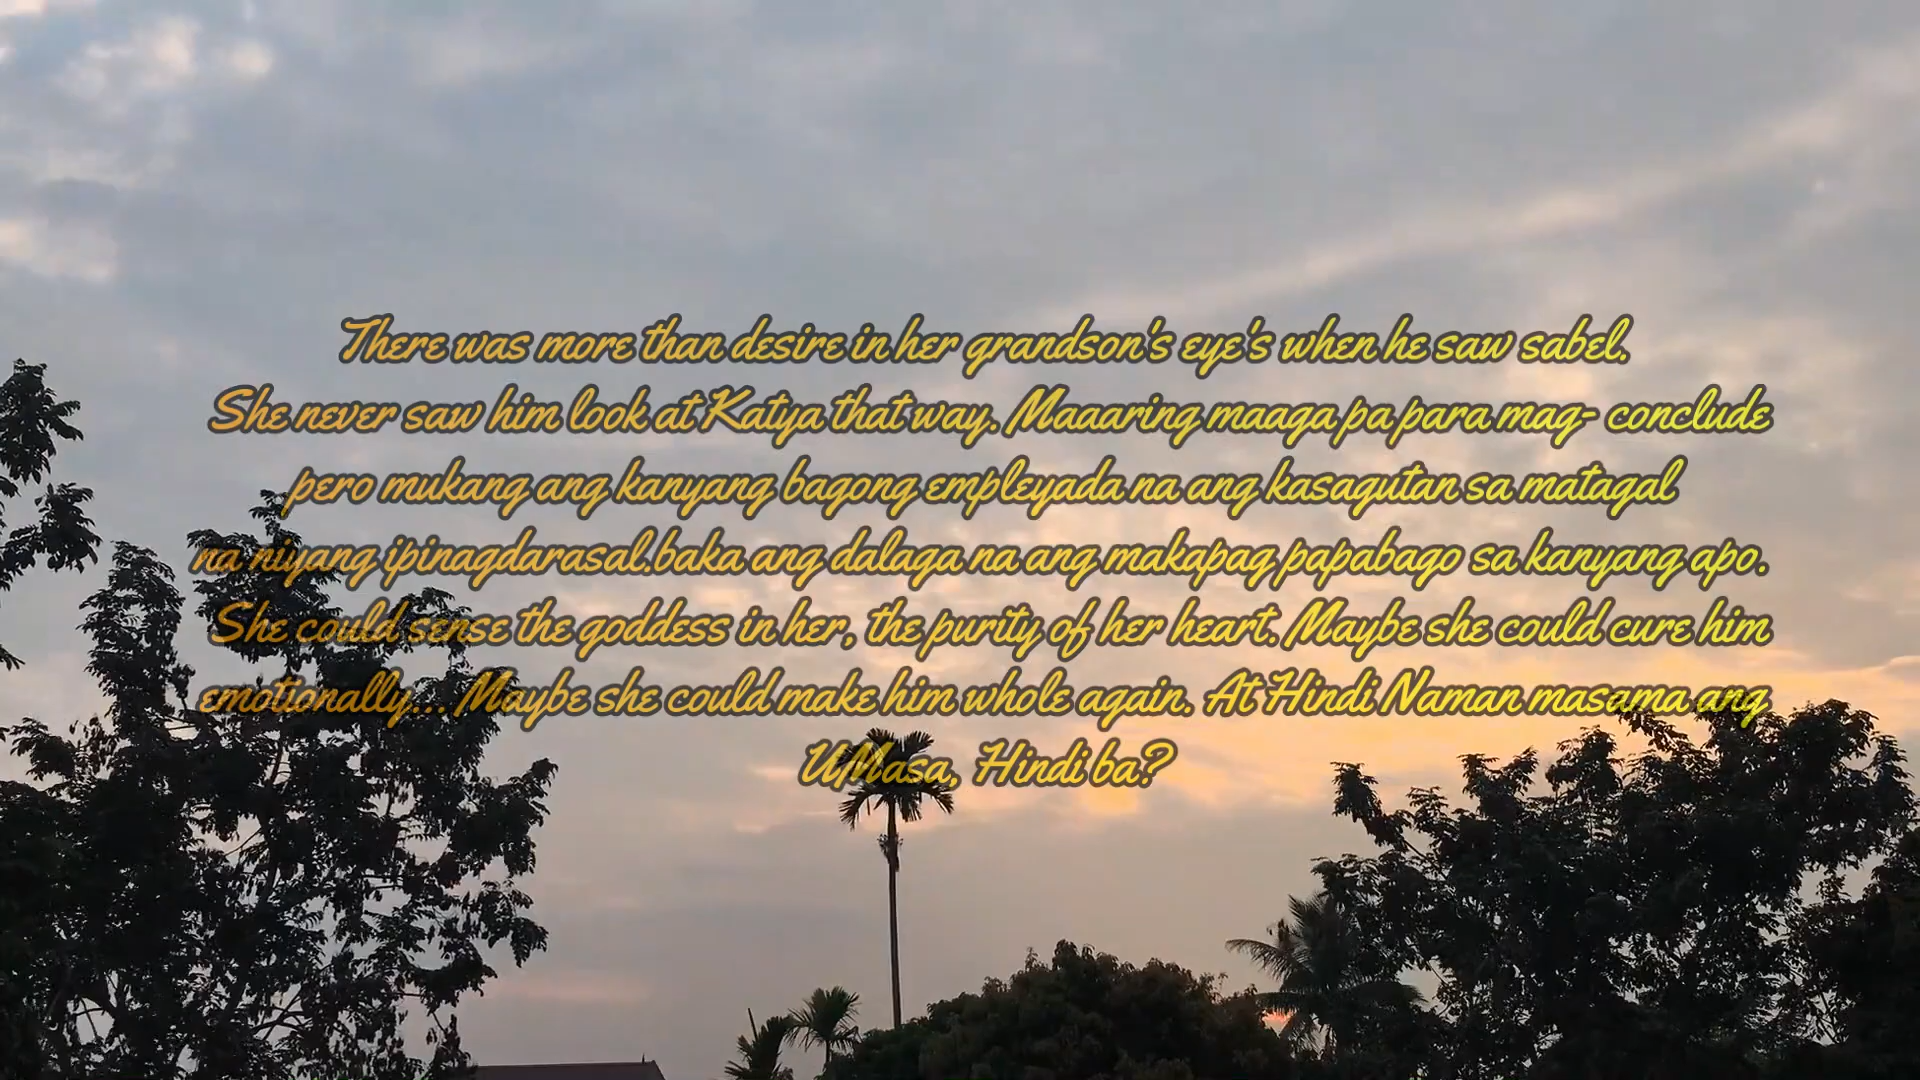 There was more than desire in her grandson's eye's when he saw sabel.
She never saw him look at Katya that way. Maaaring maaga pa para mag- conclude
pero mukang ang kanyang bagong empleyada na ang kasagutan sa matagal
na niyang ipinagdarasal.baka ang dalaga na ang makapag papabago sa kanyang apo.
She could sense the goddess in her, the purity of her heart. Maybe she could cure him
emotionally... Maybe she could make him whole again. At Hindi Naman masama ang
UMasa, Hindi ba?